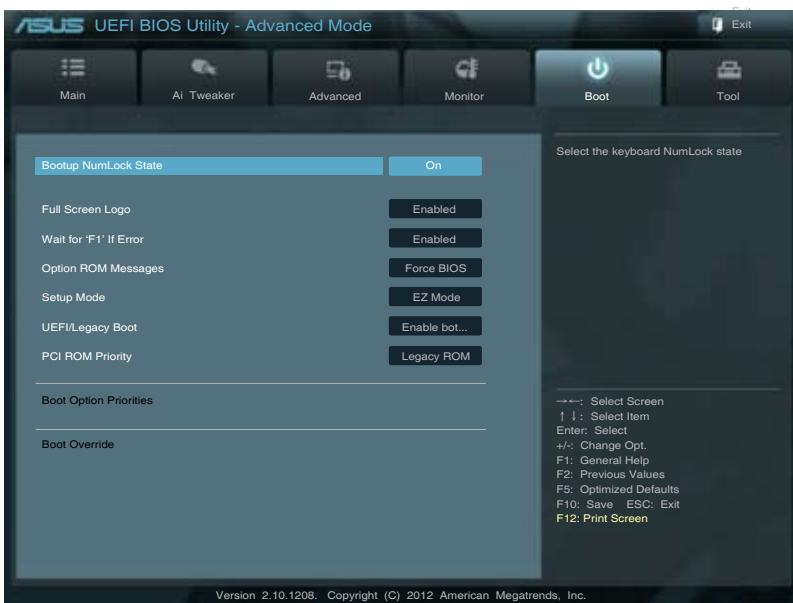 Exit
ASUS UEFI BIOS Utility - Advanced Mode
Exit
Main
Ai Tweaker
Advanced
Monitor
Boot
Tool
Bootup NumLock State On
Full Screen Logo Enabled
Wait for ‘F1’ If Error Enabled
Option ROM Messages Force BIOS
Setup Mode EZ Mode
UEFI/Legacy Boot Enable bot...
PCI ROM Priority Legacy ROM
Boot Option Priorities
Boot Override
Select the keyboard NumLock state
→←: Select Screen
↑↓: Select Item
Enter: Select
+/-: Change Opt.
F1: General Help
F2: Previous Values
F5: Optimized Defaults
F10: Save ESC: Exit
F12: Print Screen
Version 2.10.1208. Copyright (C) 2012 American Megatrends, Inc.